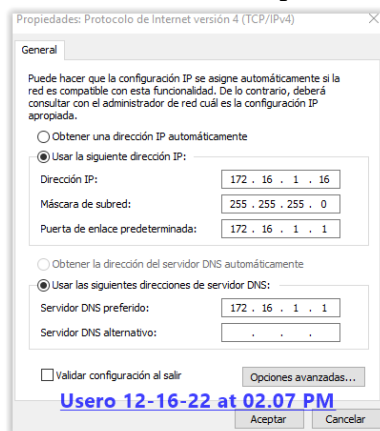 Propiedades: Protocolo de Internet versión 4 (TCP/IPv4)
General
Puede hacer que la configuración IP se asigne automáticamente si la
red es compatible con esta funcionalidad. De lo contrario, deberá
consultar con el administrador de red cuál es la configuración IP
apropiada.
Obtener una dirección IP automáticamente
Usar la siguiente dirección IP:
Dirección IP: 172 . 16 . 1 . 16
Máscara de subred: 255 . 255 . 255 . 0
Puerta de enlace predeterminada: 172 . 16 . 1 . 1
Obtener la dirección del servidor DNS automáticamente
Usar las siguientes direcciones de servidor DNS:
Servidor DNS preferido: 172 . 16 . 1 . 1
Servidor DNS alternativo: . . .
Validar configuración al salir Opciones avanzadas...
Usero 12-16-22 at 02.07 PM
Aceptar Cancelar